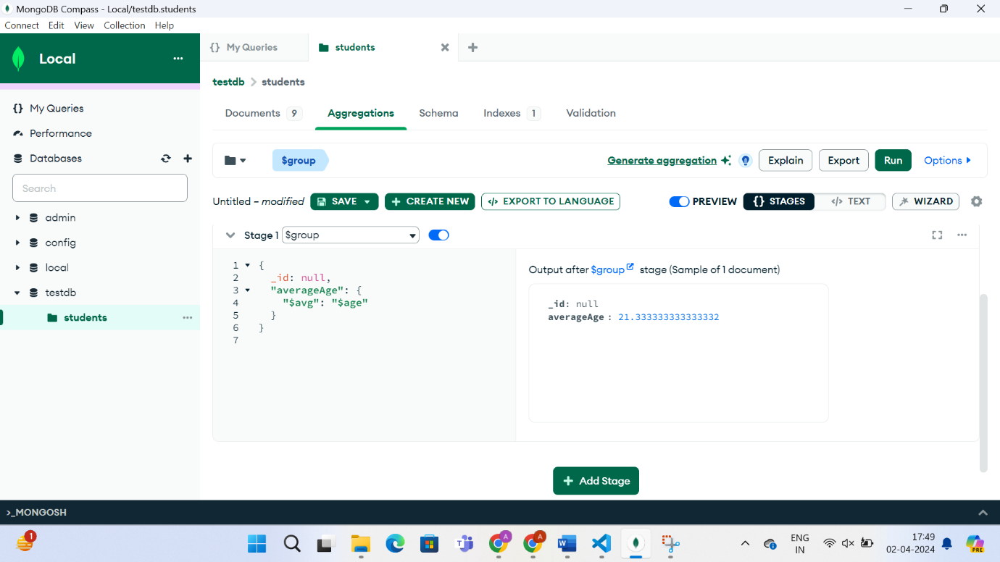 MongoDB Compass - Local/testdb.students
Connect Edit View Collection Help
Local
{} My Queries
students
testdb > students
My Queries
Performance
Databases
Search
admin
config
local
testdb
students
Documents 9 Aggregations Schema Indexes 1 Validation
$group
Generate aggregation Explain Export Run Options
Untitled – modified SAVE + CREATE NEW </> EXPORT TO LANGUAGE PREVIEW {} STAGES </> TEXT WIZARD
Stage 1 $group
1 {
2 _id: null,
3 "averageAge": {
4 "$avg": "$age"
5 }
6 }
7
Output after $group stage (Sample of 1 document)
_id: null
averageAge : 21.333333333333332
+ Add Stage
>_MONGOSH
1
A
A
ENG
IN
17:49
02-04-2024
PRE